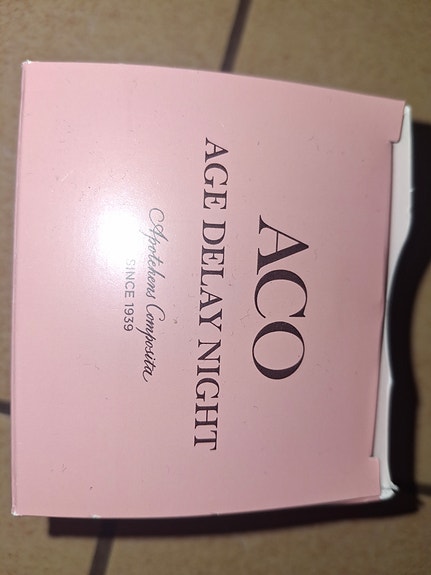 ACO
AGE DELAY NIGHT
Apotekens Composita
SINCE 1939